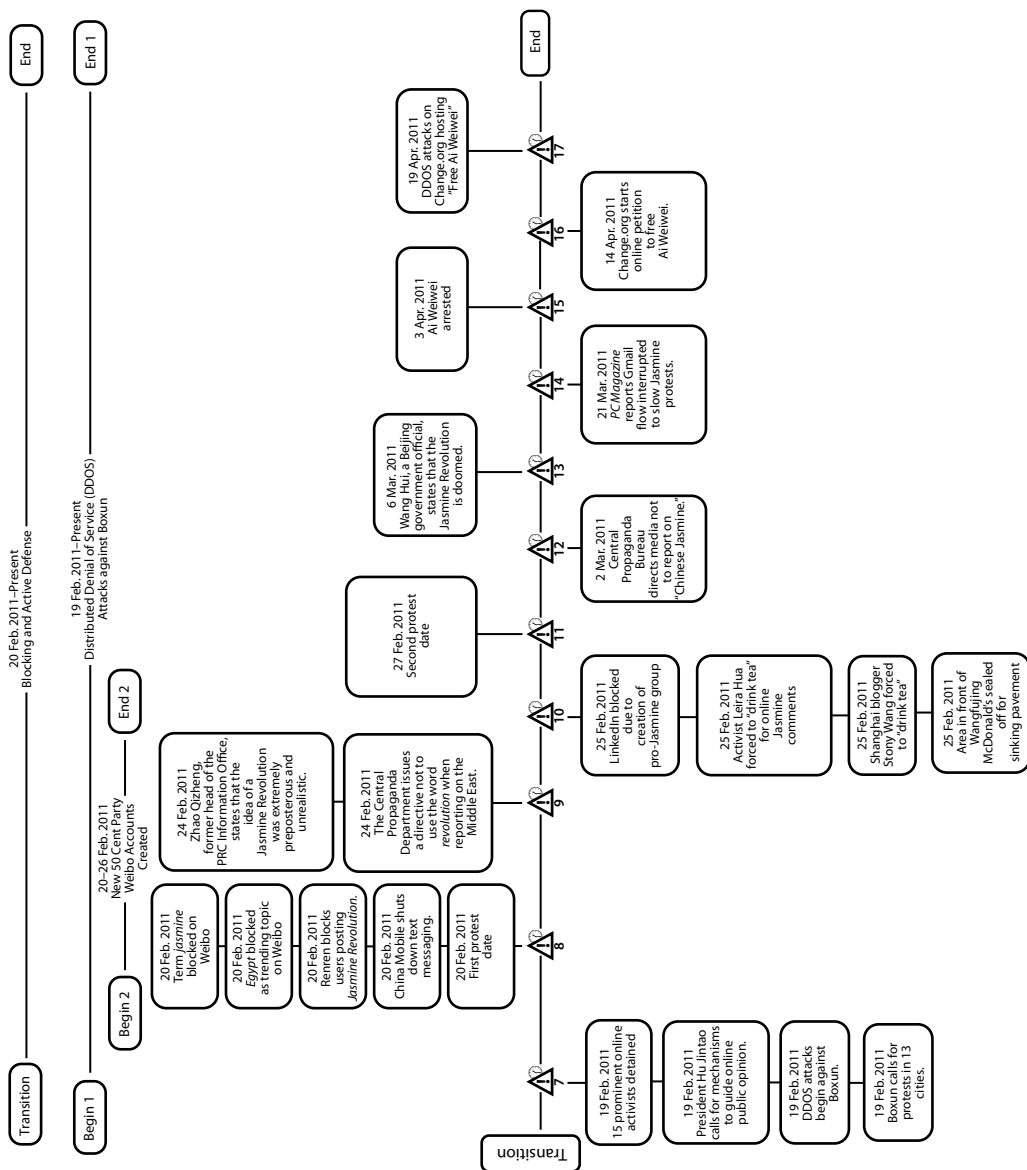 Transition
20 Feb. 2011–Present
Blocking and Active Defense
End
Begin 1
19 Feb. 2011–Present
Distributed Denial of Service (DDOS)
Attacks against Boxun
End 1
Begin 2
20–26 Feb. 2011
New 50 Cent Party
Weibo Accounts
Created
End 2
20 Feb. 2011
Term jasmine
blocked on
Weibo
20 Feb. 2011
Egypt blocked
as trending topic
on Weibo
20 Feb. 2011
Renren blocks
users posting
Jasmine Revolution.
20 Feb. 2011
China Mobile shuts
down text
messaging.
20 Feb. 2011
First protest
date
24 Feb. 2011
Zhao Qizheng,
former head of the
PRC Information Office,
states that the
idea of a
Jasmine Revolution
was extremely
preposterous and
unrealistic.
24 Feb. 2011
The Central
Propaganda
Department issues
a directive not to
use the word
revolution when
reporting on the
Middle East.
27 Feb. 2011
Second protest
date
6 Mar. 2011
Wang Hui, a Beijing
government official,
states that the
Jasmine Revolution
is doomed.
3 Apr. 2011
Ai Weiwei
arrested
19 Apr. 2011
DDOS attacks on
Change.org hosting
“Free Ai Weiwei”
Transition
7
8
9
10
11
12
13
14
15
16
17
End
19 Feb. 2011
15 prominent online
activists detained
19 Feb. 2011
President Hu Jintao
calls for mechanisms
to guide online
public opinion.
19 Feb. 2011
DDOS attacks
begin against
Boxun.
19 Feb. 2011
Boxun calls for
protests in 13
cities.
25 Feb. 2011
LinkedIn blocked
due to
creation of
pro-Jasmine group
25 Feb. 2011
Activist Leira Hua
forced to “drink tea”
for online
Jasmine
comments
25 Feb. 2011
Shanghai blogger
Stony Wang forced
to “drink tea”
25 Feb. 2011
Area in front of
Wangfujing
McDonald’s sealed
off for
sinking pavement
2 Mar. 2011
Central
Propaganda
Bureau
directs media not
to report on
“Chinese Jasmine.”
21 Mar. 2011
PC Magazine
reports Gmail
flow interrupted
to slow Jasmine
protests.
14 Apr. 2011
Change.org starts
online petition
to free
Ai Weiwei.